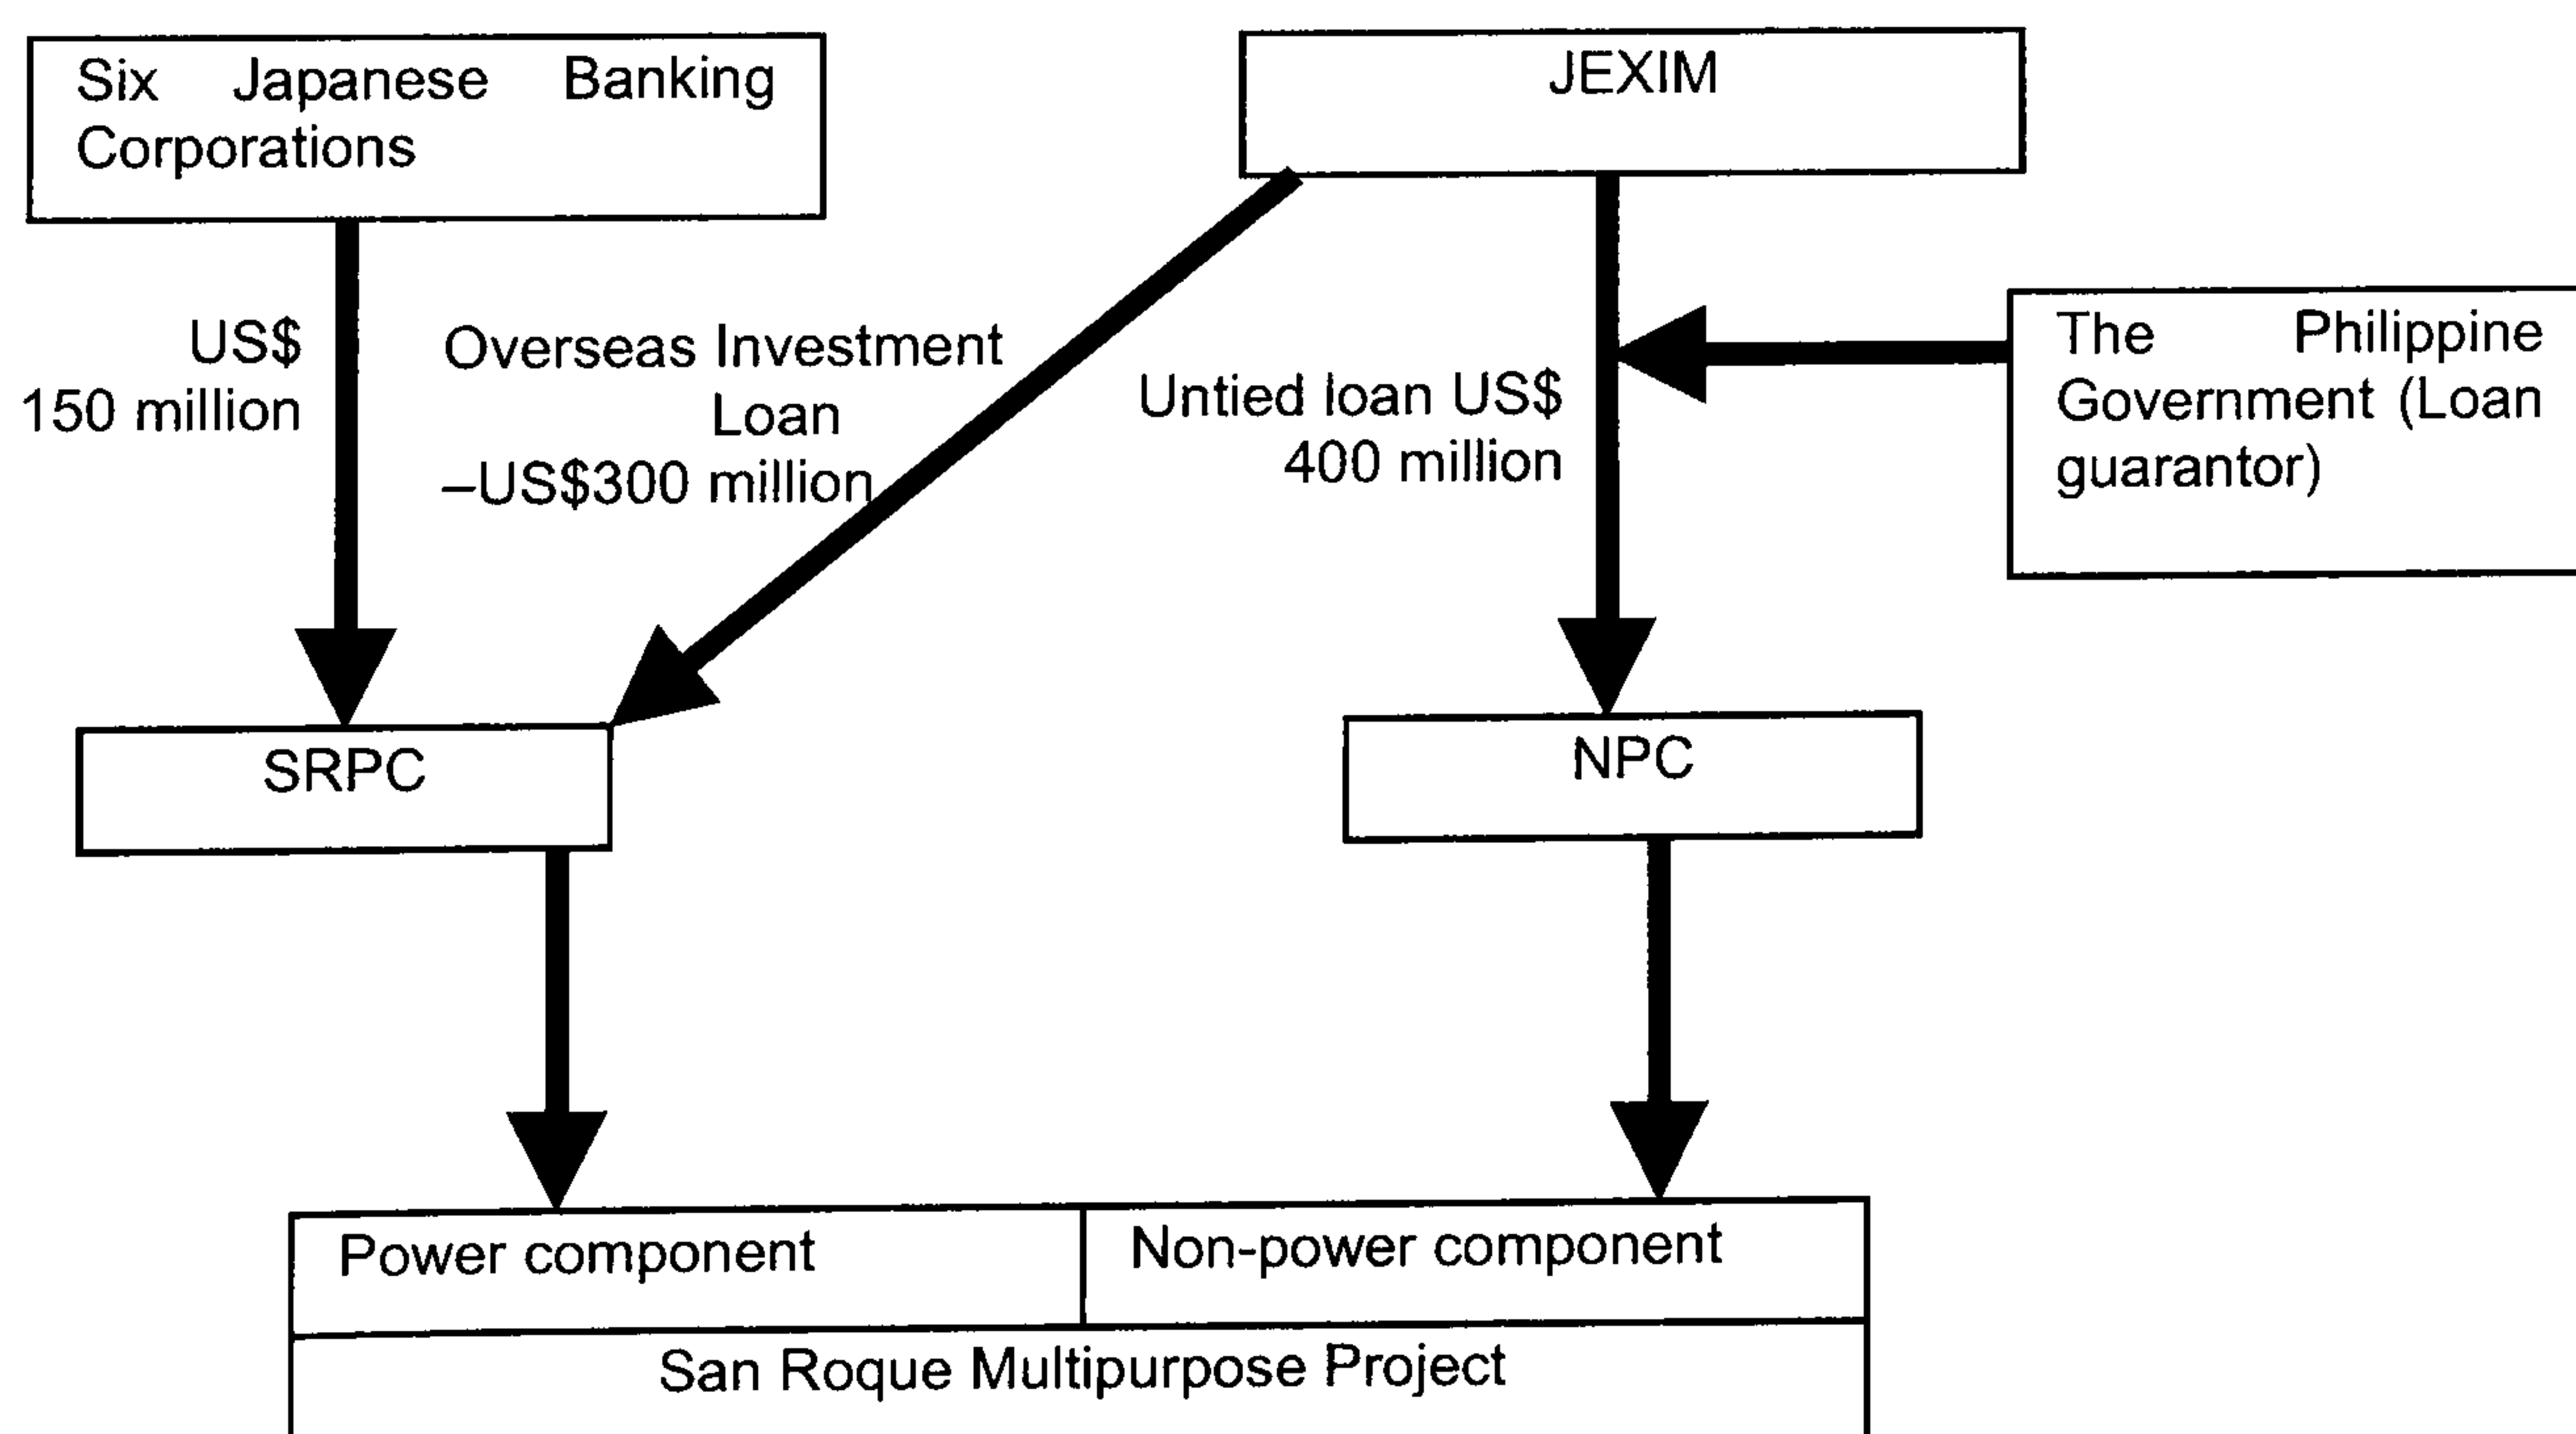 Six Japanese Banking
Corporations
JEXIM
US$
150 million
Overseas Investment
Loan
–US$300 million
Untied loan US$
400 million
The Philippine
Government (Loan
guarantor)
SRPC
NPC
Power component
Non-power component
San Roque Multipurpose Project